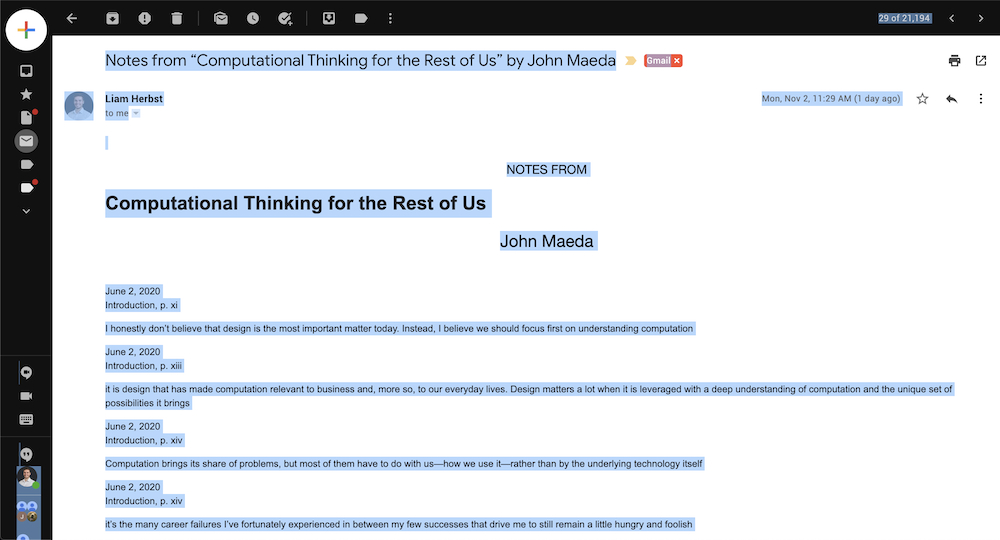 29 of 21,194
Notes from “Computational Thinking for the Rest of Us” by John Maeda
Gmail x
Liam Herbst
Mon, Nov 2, 11:29 AM (1 day ago)
to me
NOTES FROM
Computational Thinking for the Rest of Us
John Maeda
June 2, 2020
Introduction, p. xi
I honestly don’t believe that design is the most important matter today. Instead, I believe we should focus first on understanding computation
June 2, 2020
Introduction, p. xiii
it is design that has made computation relevant to business and, more so, to our everyday lives. Design matters a lot when it is leveraged with a deep understanding of computation and the unique set of
possibilities it brings
June 2, 2020
Introduction, p. xiv
Computation brings its share of problems, but most of them have to do with us—how we use it—rather than by the underlying technology itself
June 2, 2020
Introduction, p. xiv
it’s the many career failures I’ve fortunately experienced in between my few successes that drive me to still remain a little hungry and foolish